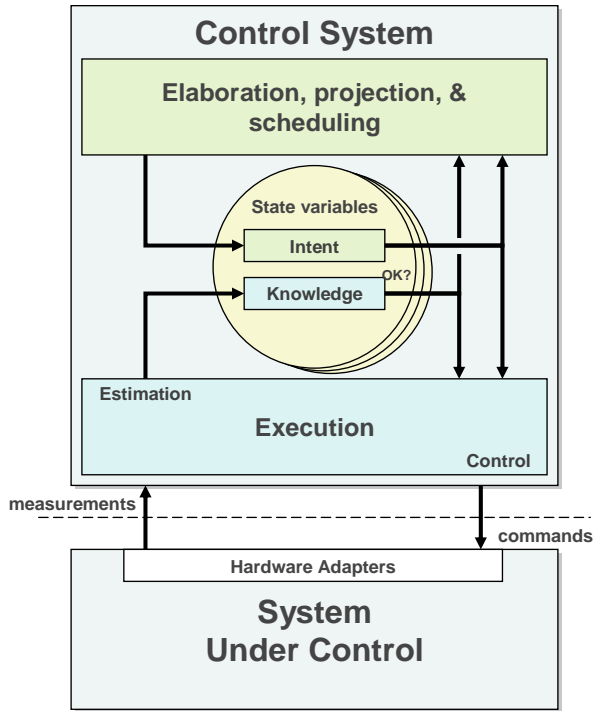 Control System
Elaboration, projection, &
scheduling
State variables
Intent
OK?
Knowledge
Estimation
Execution
Control
measurements
commands
Hardware Adapters
System
Under Control